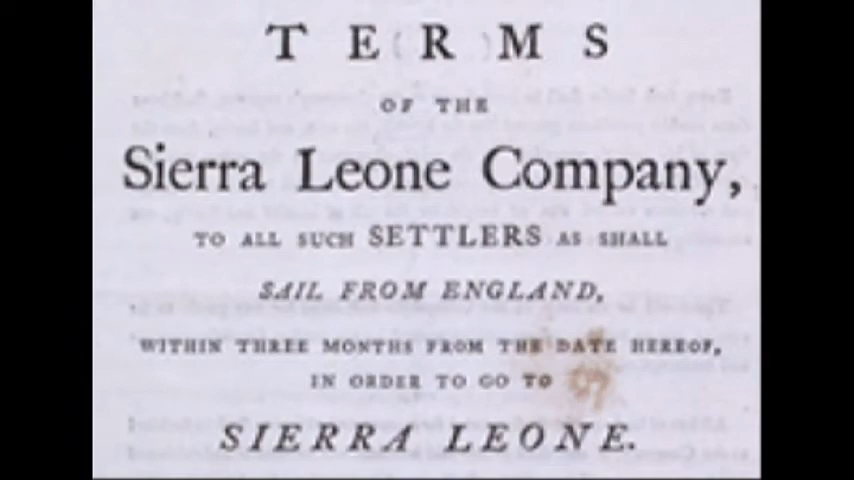 TERMS
OF THE
Sierra Leone Company,
TO ALL SUCH SETTLERS AS SHALL
SAIL FROM ENGLAND,
WITHIN THREE MONTHS FROM THE DATE HEREOF,
IN ORDER TO GO TO
SIERRA LEONE.